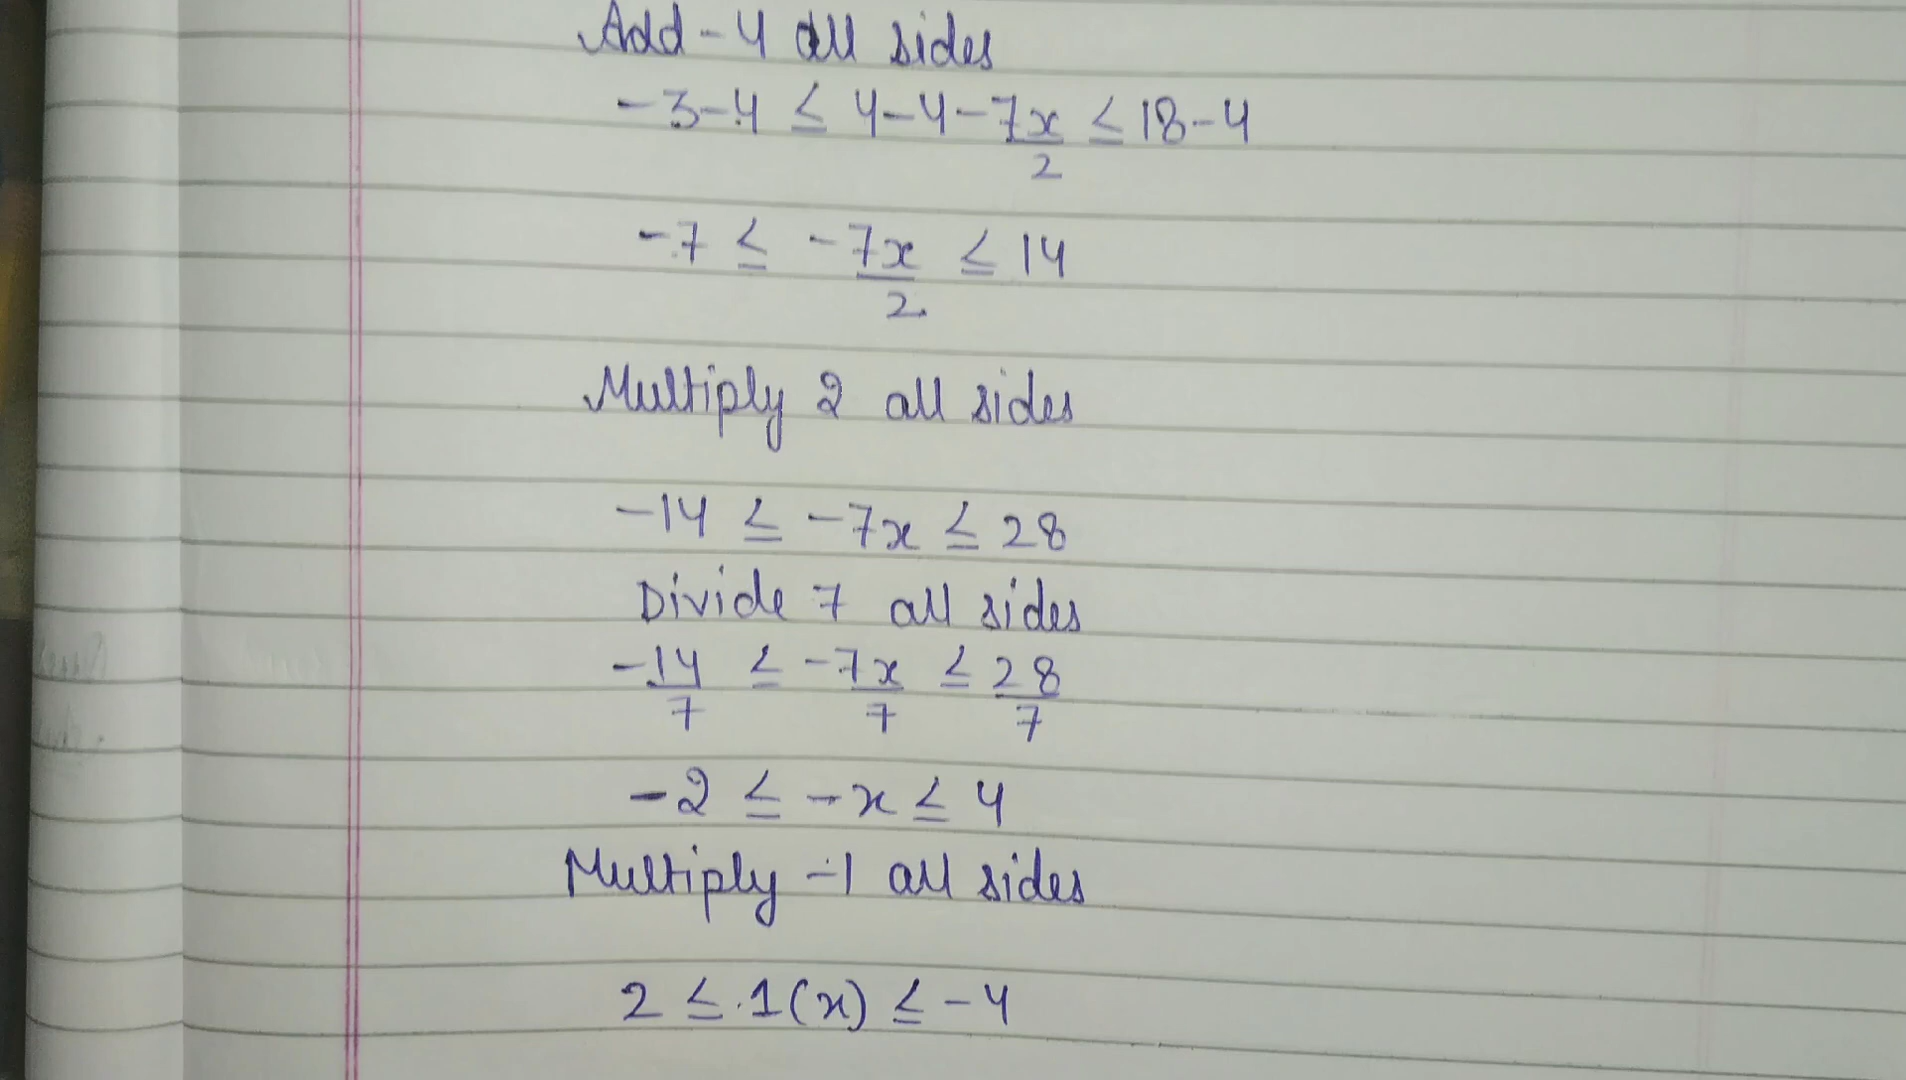 Add -4 all sides
-3-4 ≤ 4-4-7x/2 ≤ 18-4
-7 ≤ -7x/2 ≤ 14
Multiply 2 all sides
-14 ≤ -7x ≤ 28
Divide 7 all sides
-14/7 ≤ -7x/7 ≤ 28/7
-2 ≤ -x ≤ 4
Multiply -1 all sides
2 ≤ 1(x) ≤ -4